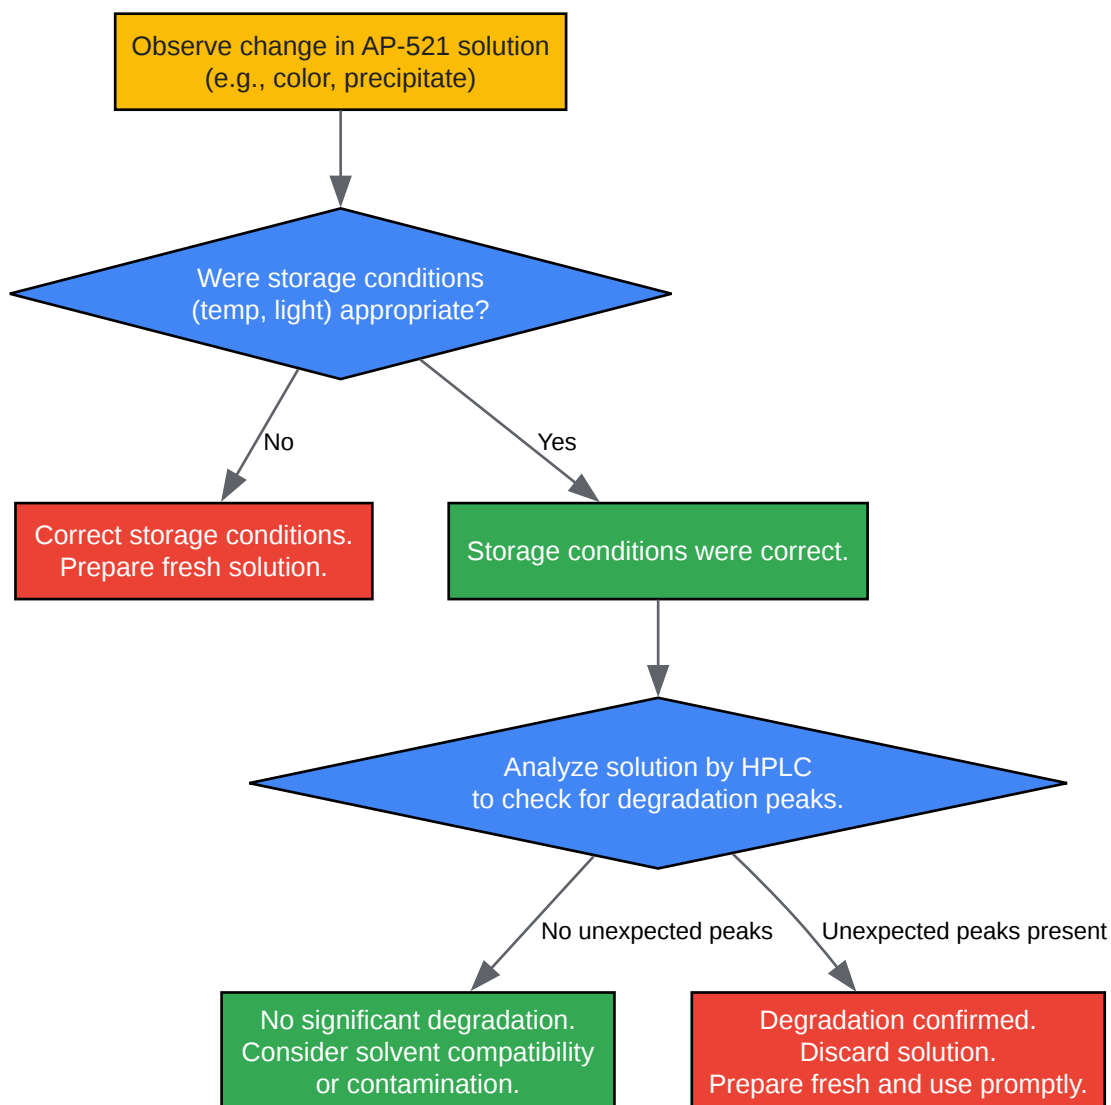 Observe change in AP-521 solution
(e.g., color, precipitate)
Were storage conditions
(temp, light) appropriate?
No
Yes
Correct storage conditions.
Prepare fresh solution.
Storage conditions were correct.
Analyze solution by HPLC
to check for degradation peaks.
No unexpected peaks
Unexpected peaks present
No significant degradation.
Consider solvent compatibility
or contamination.
Degradation confirmed.
Discard solution.
Prepare fresh and use promptly.